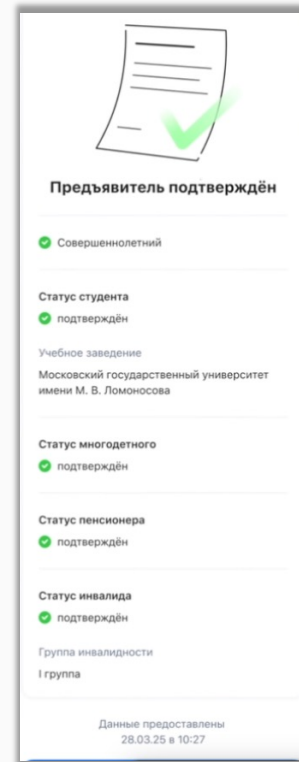 Предъявитель подтверждён
Совершеннолетний
Статус студента
подтверждён
Учебное заведение
Московский государственный университет
имени М. В. Ломоносова
Статус многодетного
подтверждён
Статус пенсионера
подтверждён
Статус инвалида
подтверждён
Группа инвалидности
I группа
Данные предоставлены
28.03.25 в 10:27